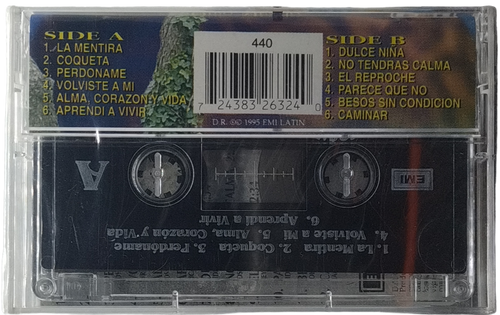 SIDE A
1. LA MENTIRA
2. COQUETA
3. PERDONAME
4. VOLVISTE A MI
5. ALMA, CORAZON Y VIDA
6. APRENDI A VIVIR
440
7 24383 26324 0
D.R. ℗© 1995 EMI LATIN
SIDE B
1. DULCE NIÑA
2. NO TENDRAS CALMA
3. EL REPROCHE
4. PARECE QUE NO
5. BESOS SIN CONDICION
6. CAMINAR
A
EMI
1. La Mentira 2. Coqueta 3. Perdóname
4. Volviste a Mi 5. Alma, Corazón y Vida
6. Aprendi a Vivir